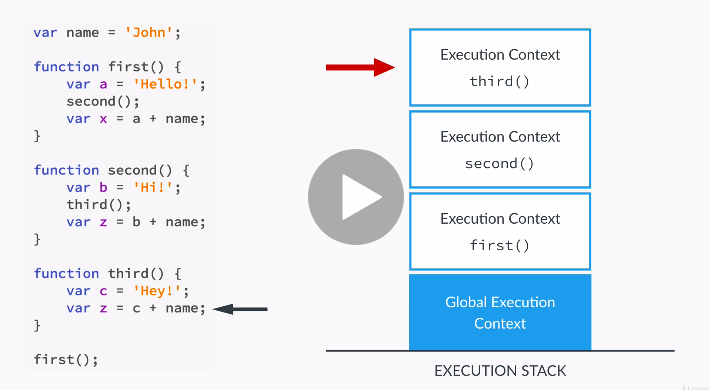 var name = 'John';
function first() {
var a = 'Hello!';
second();
var x = a + name;
}
function second() {
var b = 'Hi!';
third();
var z = b + name;
}
function third() {
var c = 'Hey!';
var z = c + name;
}
first();
Execution Context
third()
Execution Context
second()
Execution Context
first()
Global Execution
Context
EXECUTION STACK